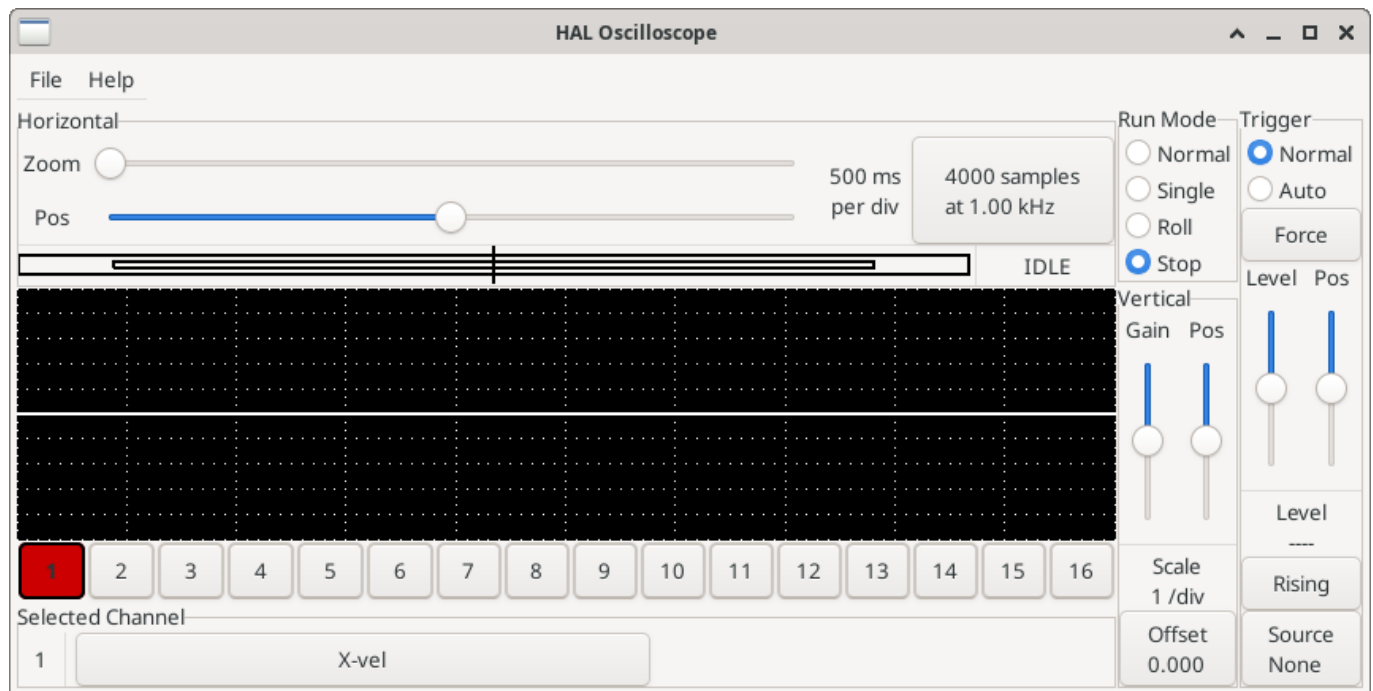 HAL Oscilloscope
File Help
Horizontal
Zoom
Pos
500 ms
per div
4000 samples
at 1.00 kHz
IDLE
Run Mode
Normal
Single
Roll
Stop
Trigger
Normal
Auto
Force
Level Pos
Vertical
Gain Pos
Level
----
Scale
1 /div
Rising
Offset
0.000
Source
None
1 2 3 4 5 6 7 8 9 10 11 12 13 14 15 16
Selected Channel
1 X-vel